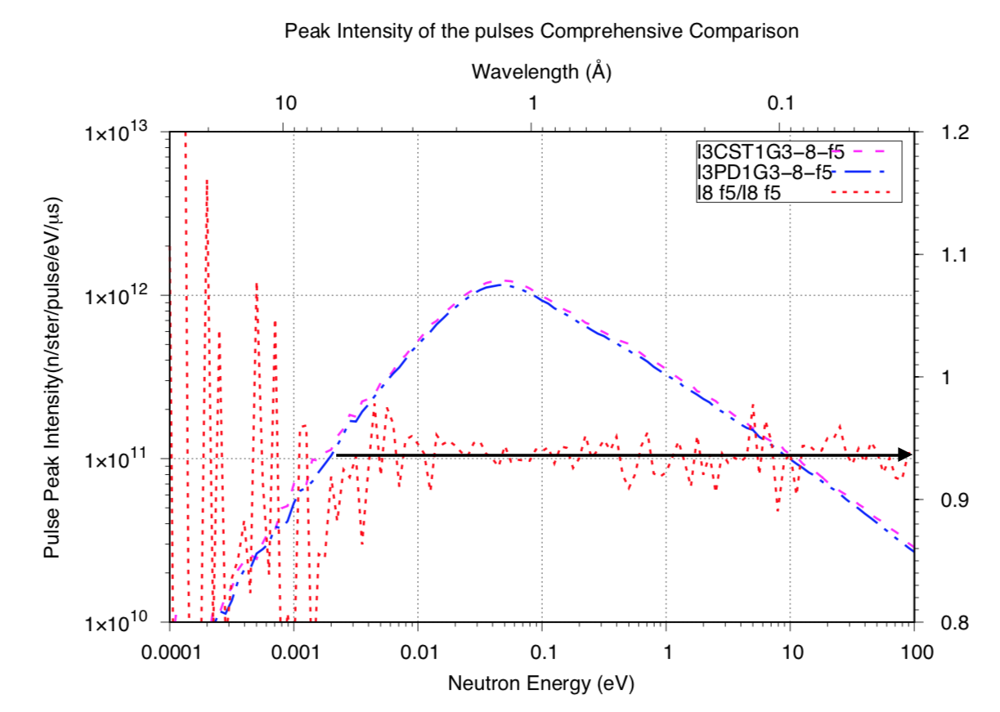 Peak Intensity of the pulses Comprehensive Comparison
Wavelength (Å)
10 1 0.1
1×10¹³
1×10¹²
1×10¹¹
1×10¹⁰
Pulse Peak Intensity(n/ster/pulse/eV/µs)
I3CST1G3−8−f5
I3PD1G3−8−f5
I8 f5/I8 f5
1.2
1.1
1
0.9
0.8
0.0001 0.001 0.01 0.1 1 10 100
Neutron Energy (eV)